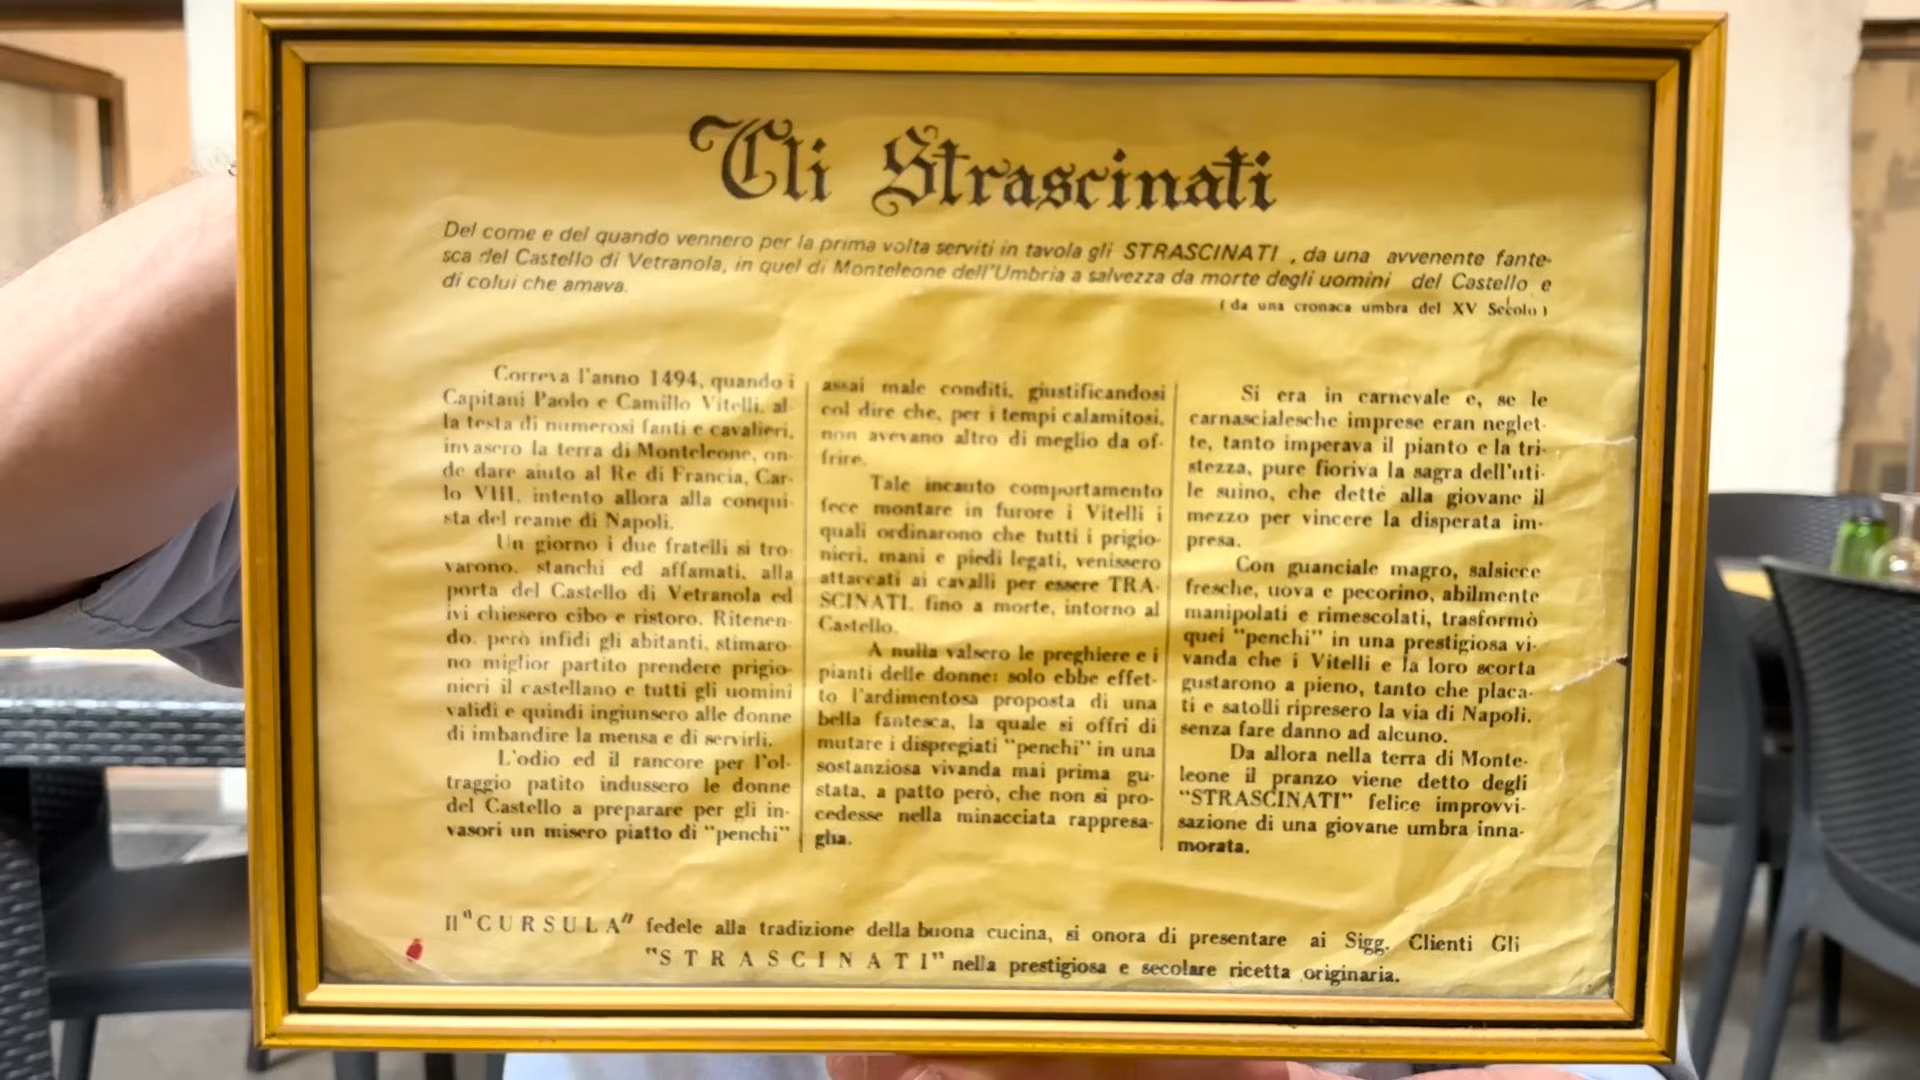 Gli Strascinati
Del come e del quando vennero per la prima volta serviti in tavola gli STRASCINATI , da una avvenente fante-
sca del Castello di Vetranola, in quel di Monteleone dell'Umbria a salvezza da morte degli uomini del Castello e
di colui che amava.
( da una cronaca umbra del XV Secolo )
Correva l'anno 1494, quando i
Capitani Paolo e Camillo Vitelli, al-
la testa di numerosi fanti e cavalieri,
invasero la terra di Monteleone, on-
de dare aiuto al Re di Francia, Car-
lo VIII, intento allora alla conqui-
sta del reame di Napoli.
Un giorno i due fratelli si tro-
varono, stanchi ed affamati, alla
porta del Castello di Vetranola ed
ivi chiesero cibo e ristoro. Ritenen-
do, però infidi gli abitanti, stimaro-
no miglior partito prendere prigio-
nieri il castellano e tutti gli uomini
validi e quindi ingiunsero alle donne
di imbandire la mensa e di servirli.
L'odio ed il rancore per l'ol-
traggio patito indussero le donne
del Castello a preparare per gli in-
vasori un misero piatto di "penchi"
assai male conditi, giustificandosi
col dire che, per i tempi calamitosi,
non avevano altro di meglio da of-
frire.
Tale incauto comportamento
fece montare in furore i Vitelli i
quali ordinarono che tutti i prigio-
nieri, mani e piedi legati, venissero
attaccati ai cavalli per essere TRA-
SCINATI, fino a morte, intorno al
Castello.
A nulla valsero le preghiere e i
pianti delle donne: solo ebbe effet-
to l'ardimentosa proposta di una
bella fantesca, la quale si offrì di
mutare i dispregiati "penchi" in una
sostanziosa vivanda mai prima gu-
stata, a patto però, che non si pro-
cedesse nella minacciata rappresa-
glia.
Si era in carnevale e, se le
carnascialesche imprese eran neglet-
te, tanto imperava il pianto e la tri-
stezza, pure fioriva la sagra dell'uti-
le suino, che dette alla giovane il
mezzo per vincere la disperata im-
presa.
Con guanciale magro, salsicce
fresche, uova e pecorino, abilmente
manipolati e rimescolati, trasformò
quei "penchi" in una prestigiosa vi-
vanda che i Vitelli e la loro scorta
gustarono a pieno, tanto che placa-
ti e satolli ripresero la via di Napoli,
senza fare danno ad alcuno.
Da allora nella terra di Monte-
leone il pranzo viene detto degli
"STRASCINATI" felice improvvi-
sazione di una giovane umbra inna-
morata.
Il "CURSULA" fedele alla tradizione della buona cucina, si onora di presentare ai Sigg. Clienti Gli
"STRASCINATI" nella prestigiosa e secolare ricetta originaria.